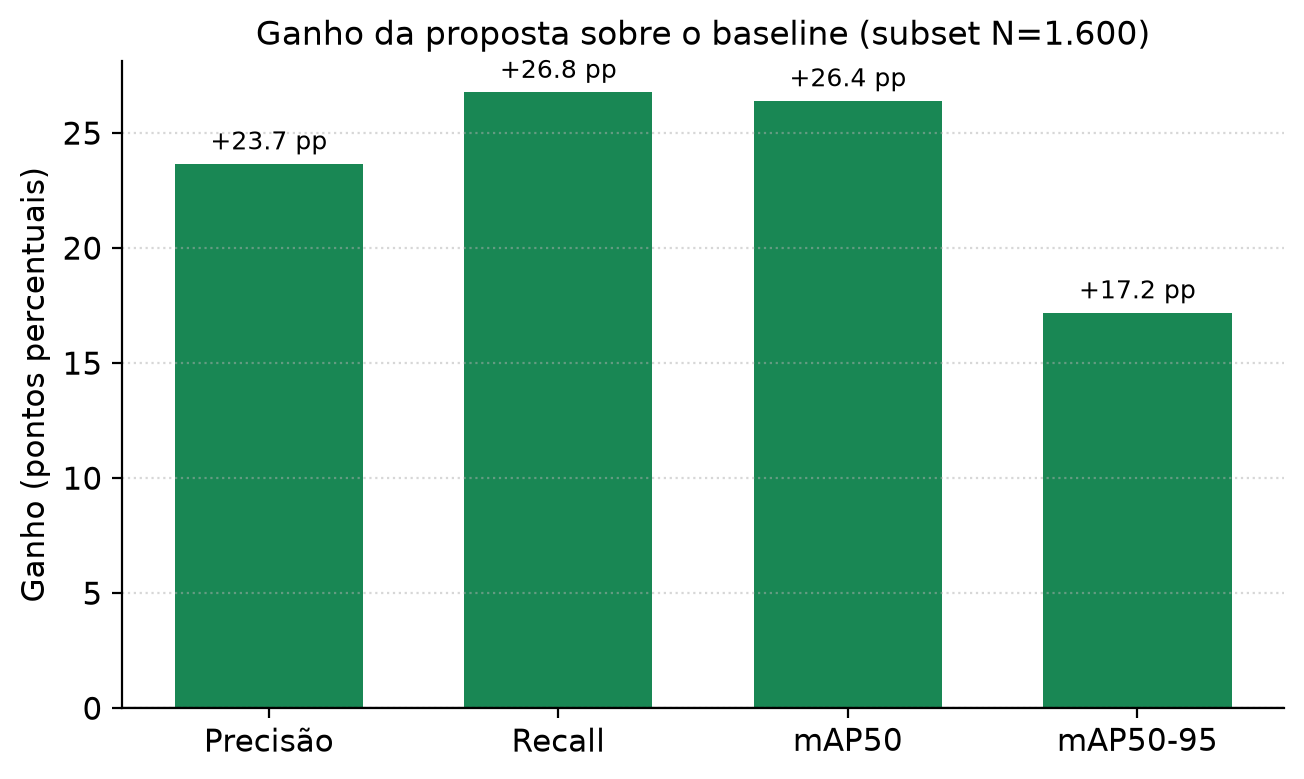 Ganho da proposta sobre o baseline (subset N=1.600)
Ganho (pontos percentuais)
25
20
15
10
5
0
+23.7 pp
+26.8 pp
+26.4 pp
+17.2 pp
Precisão
Recall
mAP50
mAP50-95